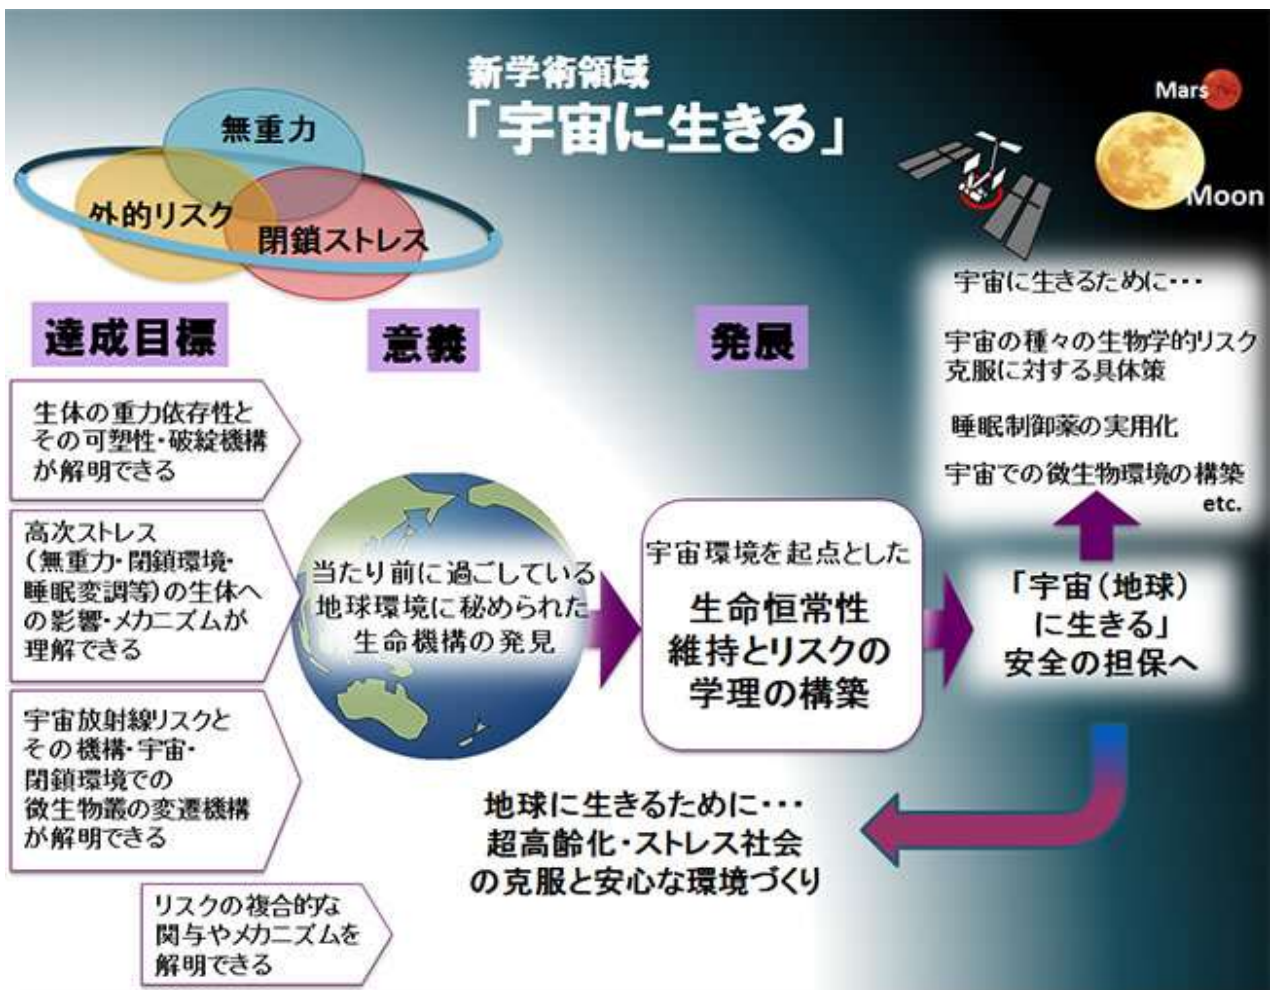 新学術領域
「宇宙に生きる」
無重力
外的リスク
閉鎖ストレス
Mars
Moon
達成目標
意義
発展
生体の重力依存性と
その可塑性・破綻機構
が解明できる
高次ストレス
(無重力・閉鎖環境・
睡眠変調等)の生体へ
の影響・メカニズムが
理解できる
宇宙放射線リスクと
その機構・宇宙・
閉鎖環境での
微生物叢の変遷機構
が解明できる
リスクの複合的な
関与やメカニズムを
解明できる
当たり前に過ごしている
地球環境に秘められた
生命機構の発見
宇宙環境を起点とした
生命恒常性
維持とリスクの
学理の構築
「宇宙(地球)
に生きる」
安全の担保へ
宇宙に生きるために・・・
宇宙の種々の生物学的リスク
克服に対する具体策
睡眠制御薬の実用化
宇宙での微生物環境の構築
etc.
地球に生きるために・・・
超高齢化・ストレス社会
の克服と安心な環境づくり